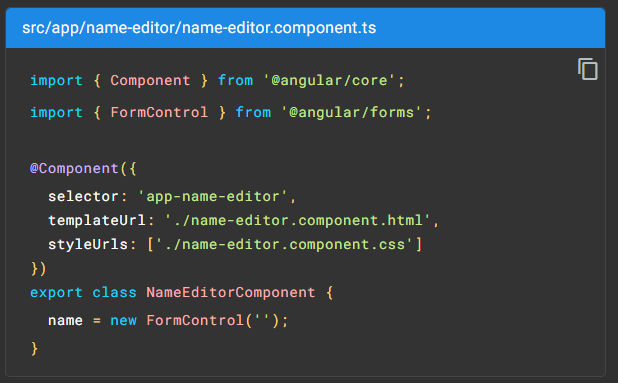 src/app/name-editor/name-editor.component.ts
import { Component } from '@angular/core';
import { FormControl } from '@angular/forms';
@Component({
  selector: 'app-name-editor',
  templateUrl: './name-editor.component.html',
  styleUrls: ['./name-editor.component.css']
})
export class NameEditorComponent {
  name = new FormControl('');
}